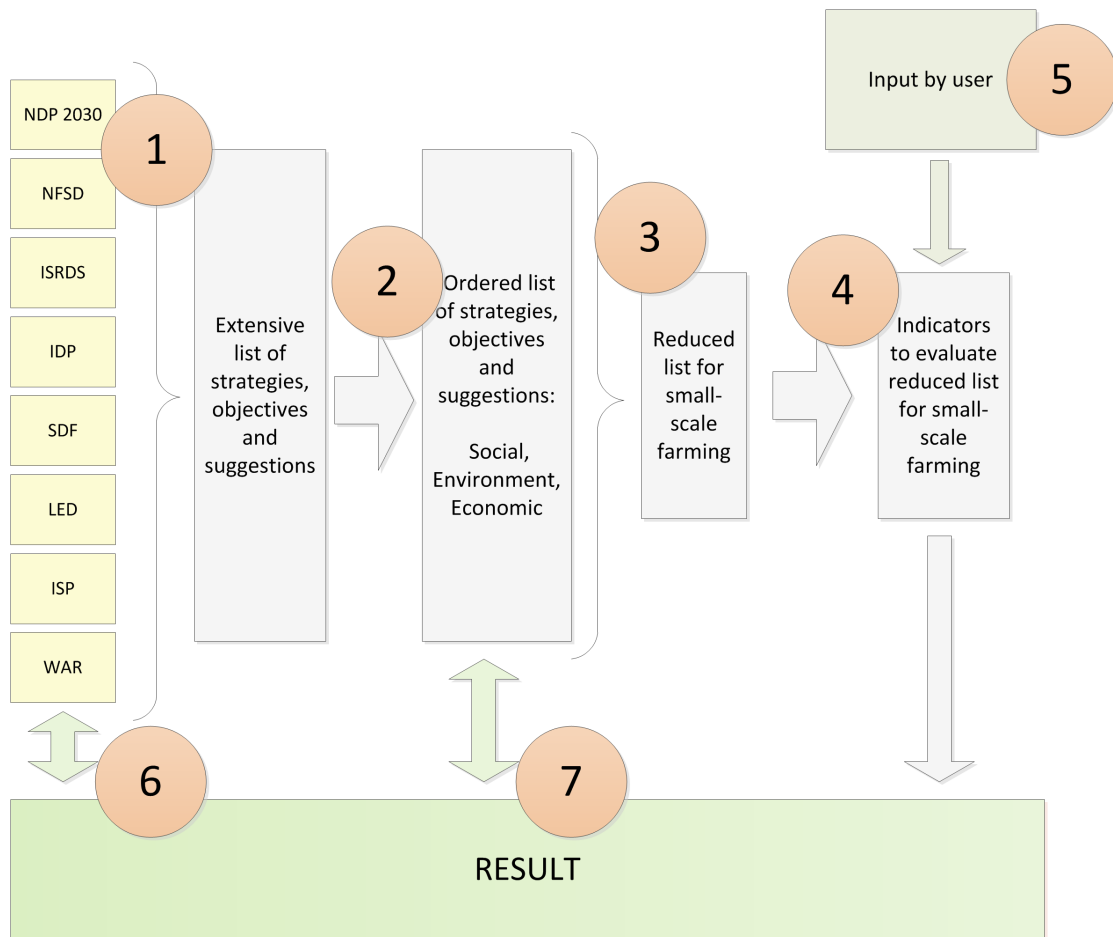 NDP 2030
NFSD
ISRDS
IDP
SDF
LED
ISP
WAR
1
Extensive
list of
strategies,
objectives
and
suggestions
2
Ordered list
of strategies,
objectives
and
suggestions:
Social,
Environment,
Economic
3
Reduced
list for
small-
scale
farming
4
Indicators
to evaluate
reduced list
for small-
scale
farming
Input by user
5
6
7
RESULT